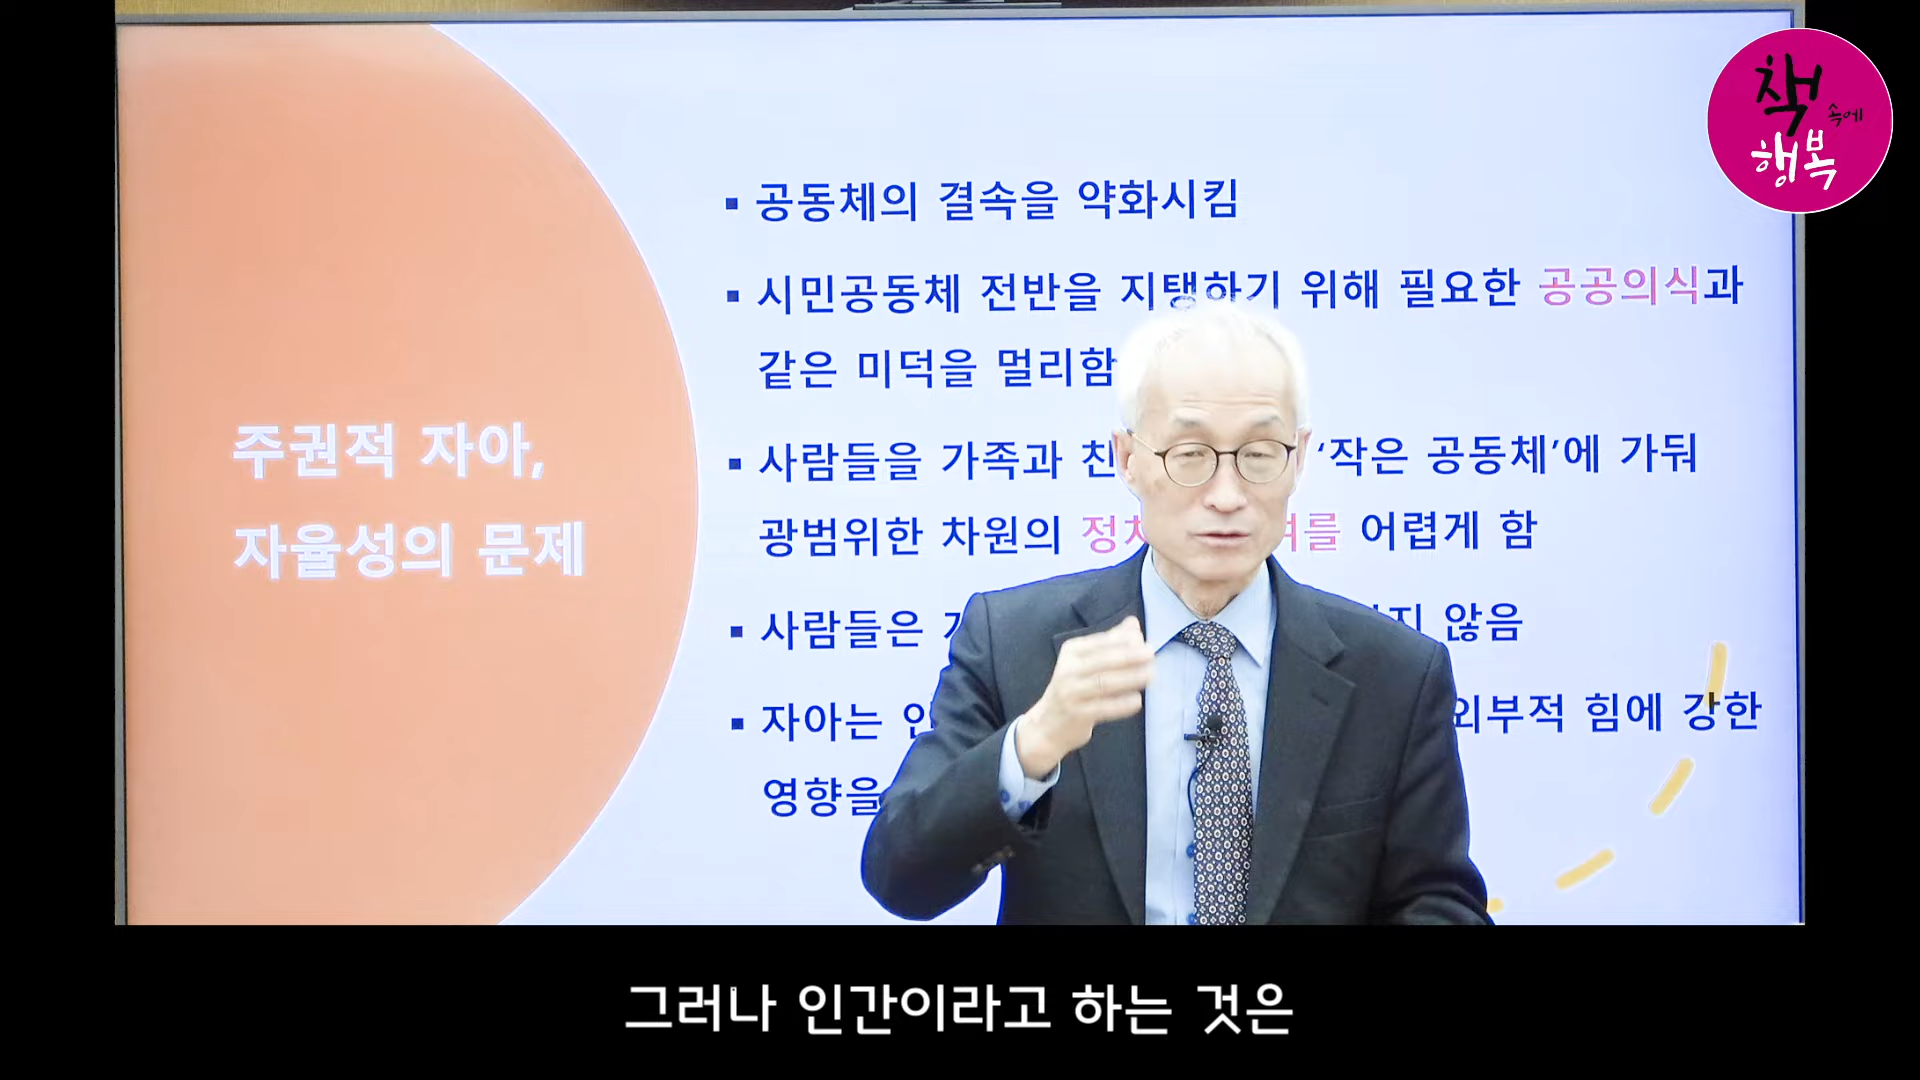 책
속에
행복
주권적 자아,
자율성의 문제
▪ 공동체의 결속을 약화시킴
▪ 시민공동체 전반을 지탱하기 위해 필요한 공공의식과
같은 미덕을 멀리함
▪ 사람들을 가족과 ‘작은 공동체’에 가둬
광범위한 차원의 어렵게 함
▪ 사람들은 않음
▪ 자아는 외부적 힘에 강한
영향을
그러나 인간이라고 하는 것은